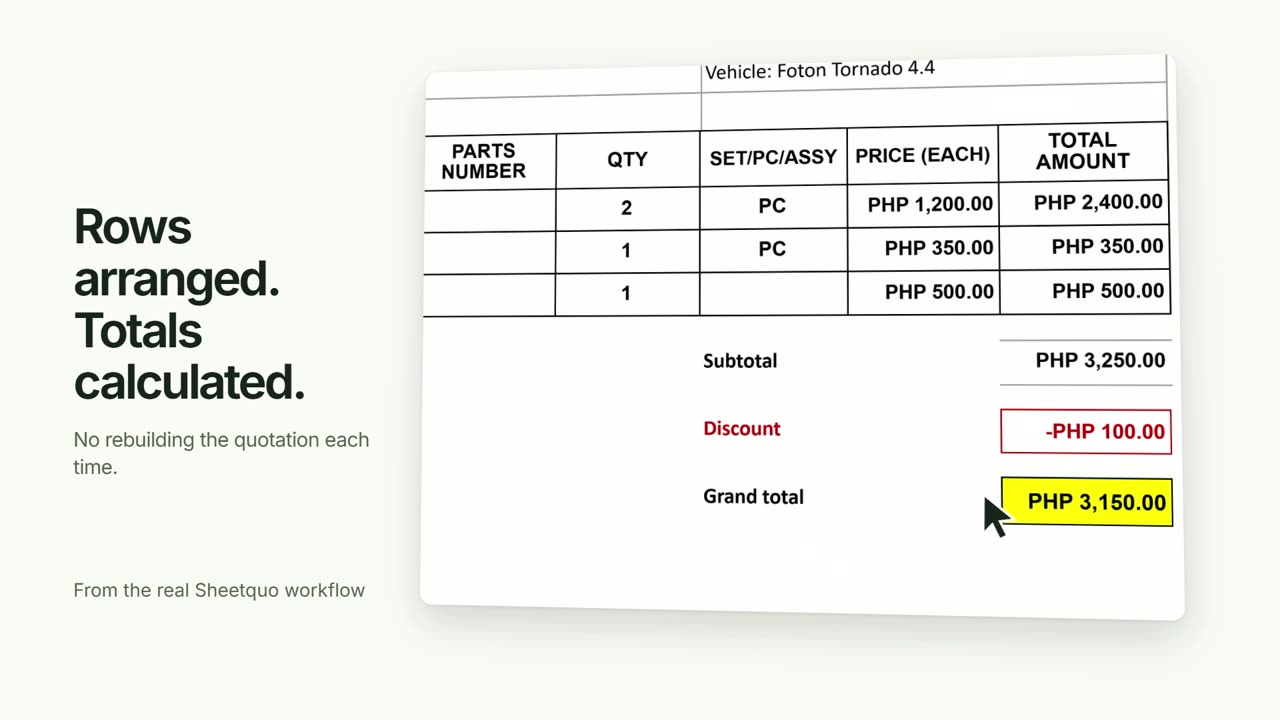 Rows
arranged.
Totals
calculated.
No rebuilding the quotation each
time.
From the real Sheetquo workflow
Vehicle: Foton Tornado 4.4
PARTS NUMBER QTY SET/PC/ASSY PRICE (EACH) TOTAL AMOUNT
2 PC PHP 1,200.00 PHP 2,400.00
1 PC PHP 350.00 PHP 350.00
1 PHP 500.00 PHP 500.00
Subtotal PHP 3,250.00
Discount -PHP 100.00
Grand total PHP 3,150.00